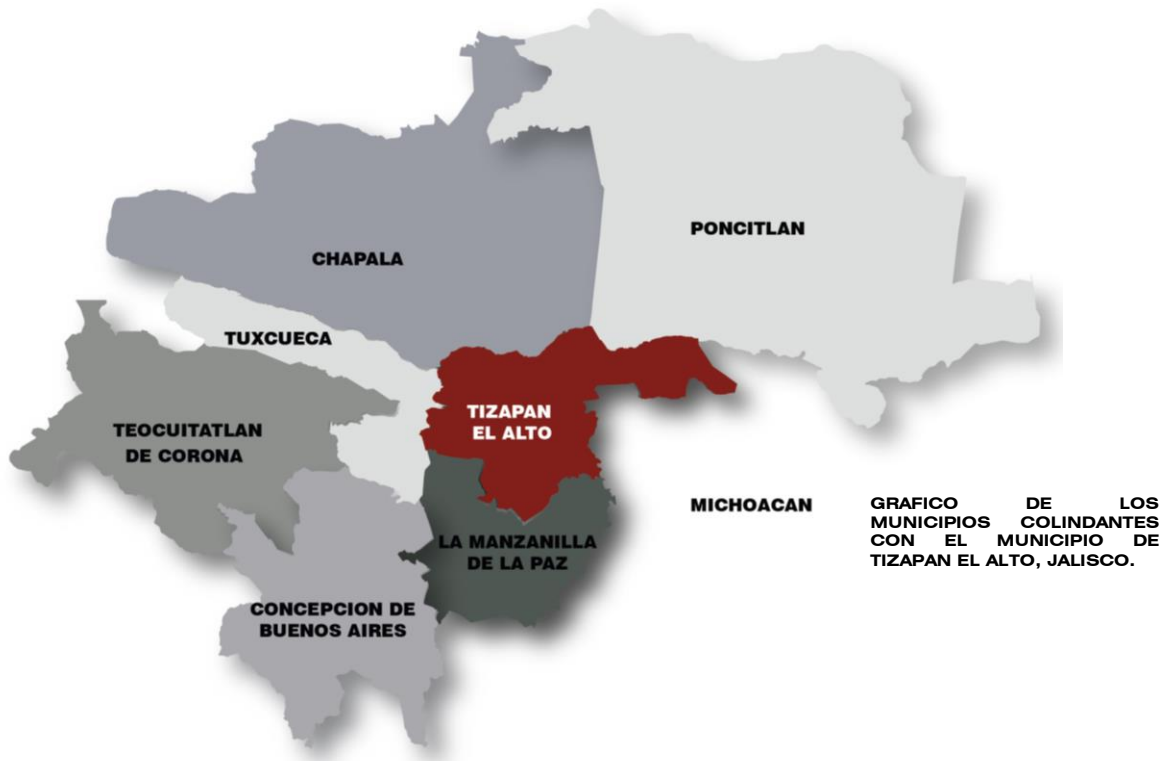 PONCITLAN
CHAPALA
TUXCUECA
TIZAPAN
EL ALTO
TEOCUITATLAN
DE CORONA
MICHOACAN
GRAFICO DE LOS
MUNICIPIOS COLINDANTES
CON EL MUNICIPIO DE
TIZAPAN EL ALTO, JALISCO.
LA MANZANILLA
DE LA PAZ
CONCEPCION DE
BUENOS AIRES